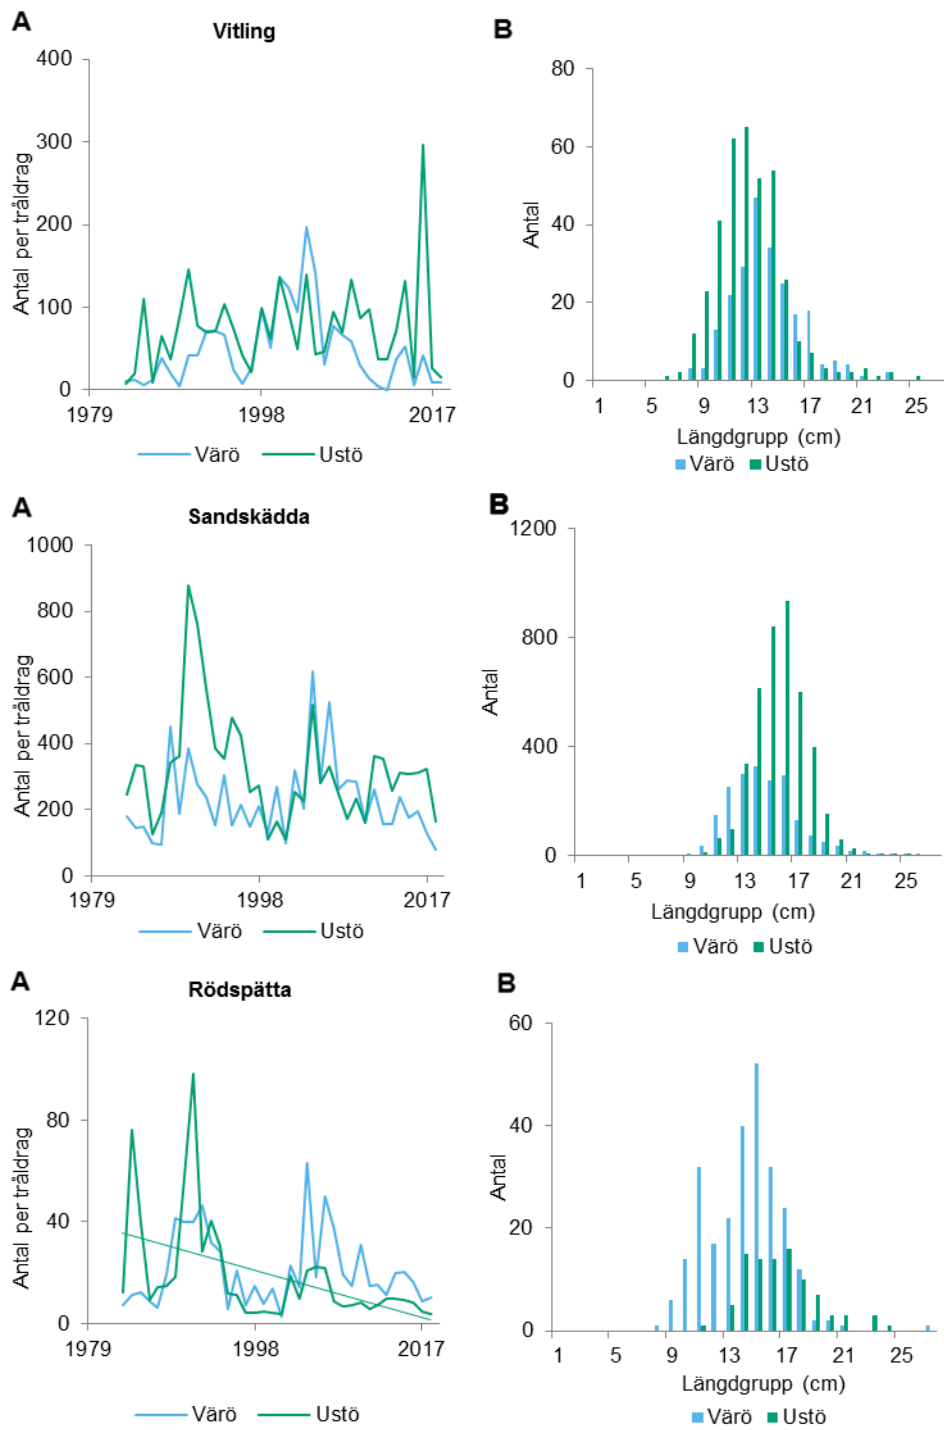 A
Vitling
400
300
200
100
0
Antal per tråldrag
1979
1998
2017
Värö
Ustö
B
80
60
40
20
0
Antal
1
5
9
13
17
21
25
Längdgrupp (cm)
Värö
Ustö
A
Sandskädda
1000
800
600
400
200
0
Antal per tråldrag
1979
1998
2017
Värö
Ustö
B
1200
800
400
0
Antal
1
5
9
13
17
21
25
Längdgrupp (cm)
Värö
Ustö
A
Rödspätta
120
80
40
0
Antal per tråldrag
1979
1998
2017
Värö
Ustö
B
60
40
20
0
Antal
1
5
9
13
17
21
25
Längdgrupp (cm)
Värö
Ustö